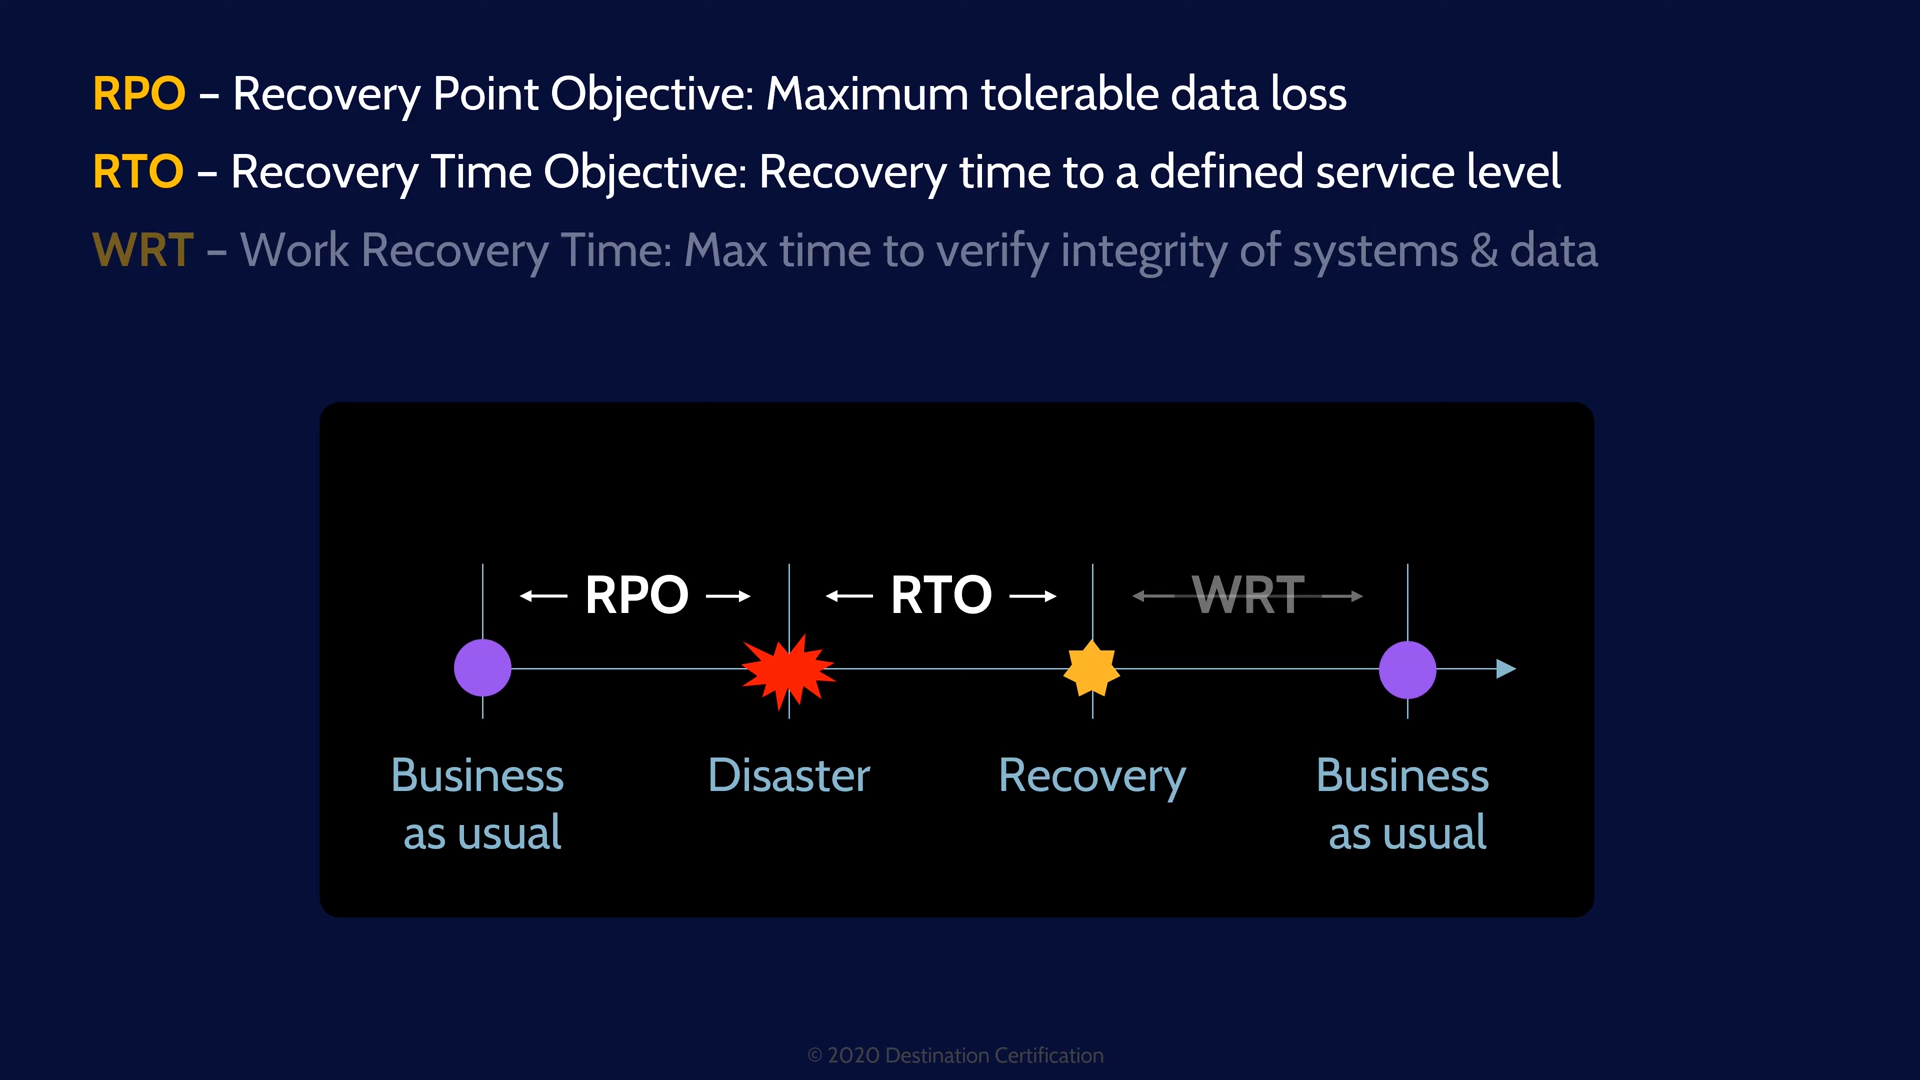 RPO – Recovery Point Objective: Maximum tolerable data loss
RTO – Recovery Time Objective: Recovery time to a defined service level
WRT – Work Recovery Time: Max time to verify integrity of systems & data
RPO RTO WRT
Business as usual
Disaster
Recovery
Business as usual
© 2020 Destination Certification